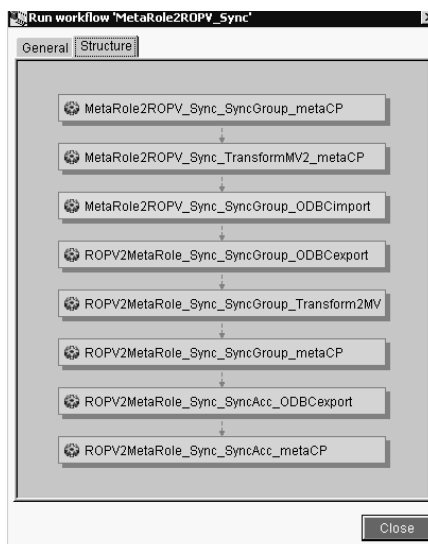 Run workflow 'MetaRole2ROPV_Sync'
General Structure
MetaRole2ROPV_Sync_SyncGroup_metaCP
MetaRole2ROPV_Sync_TransformMV2_metaCP
MetaRole2ROPV_Sync_SyncGroup_ODBCimport
ROPV2MetaRole_Sync_SyncGroup_ODBCexport
ROPV2MetaRole_Sync_SyncGroup_Transform2MV
ROPV2MetaRole_Sync_SyncGroup_metaCP
ROPV2MetaRole_Sync_SyncAcc_ODBCexport
ROPV2MetaRole_Sync_SyncAcc_metaCP
Close